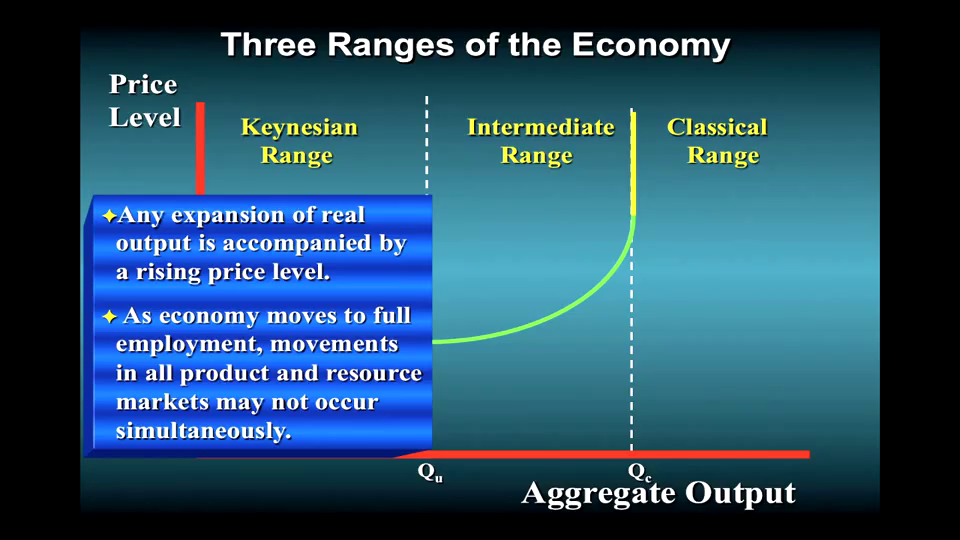 Three Ranges of the Economy
Price
Level
Keynesian
Range
Intermediate
Range
Classical
Range
✦Any expansion of real
output is accompanied by
a rising price level.
✦ As economy moves to full
employment, movements
in all product and resource
markets may not occur
simultaneously.
Qu
Qc
Aggregate Output